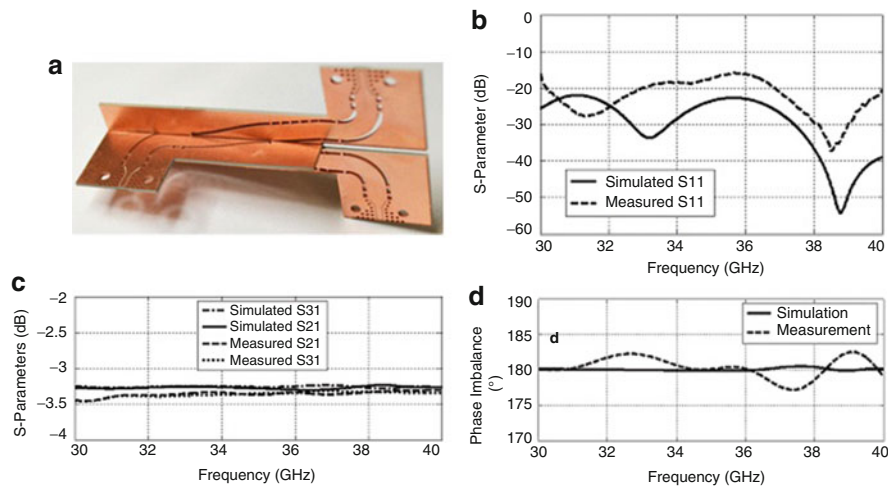 a
b
0
−10
−20
−30
−40
−50
−60
S-Parameter (dB)
Simulated S11
Measured S11
30 32 34 36 38 40
Frequency (GHz)
c
−2
−2.5
−3
−3.5
−4
S-Parameters (dB)
Simulated S31
Simulated S21
Measured S21
Measured S31
30 32 34 36 38 40
Frequency (GHz)
d
190
185
180
175
170
Phase Imbalance
(°)
d
Simulation
Measurement
30 32 34 36 38 40
Frequency (GHz)